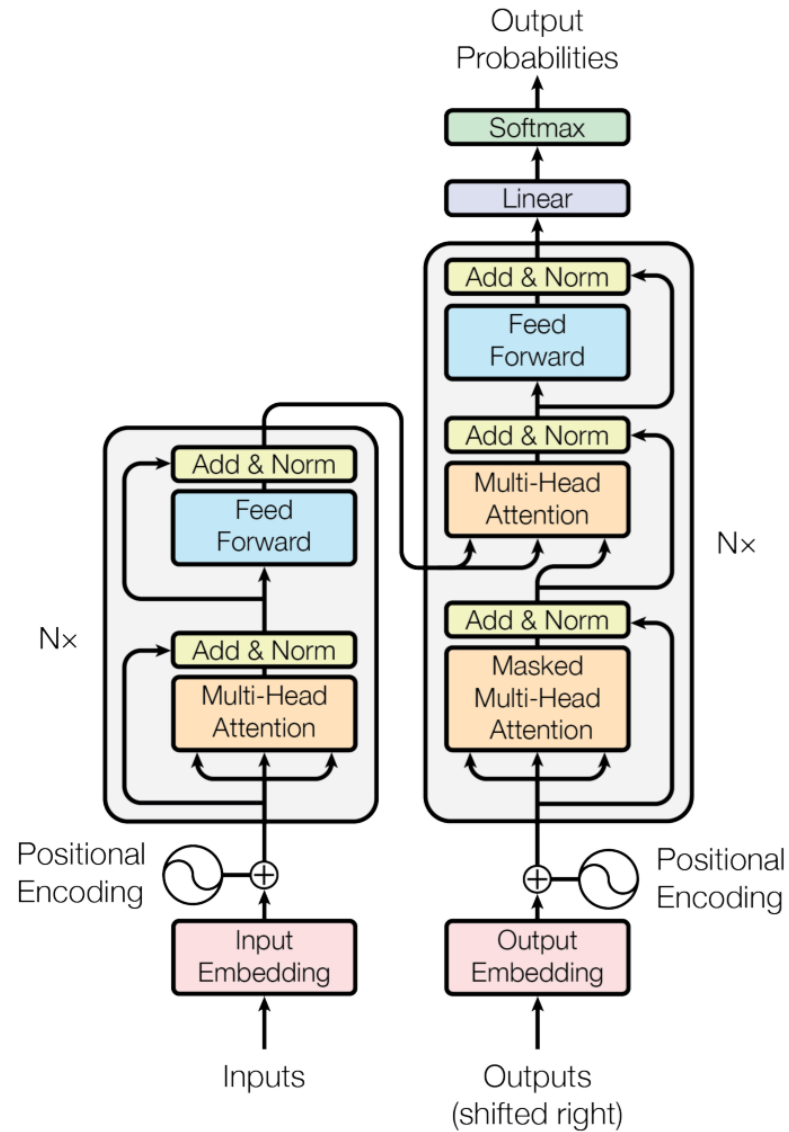 Output
Probabilities
Softmax
Linear
Add & Norm
Feed
Forward
Add & Norm
Multi-Head
Attention
Add & Norm
Masked
Multi-Head
Attention
N×
Add & Norm
Feed
Forward
Add & Norm
Multi-Head
Attention
N×
Positional
Encoding
Positional
Encoding
Input
Embedding
Output
Embedding
Inputs
Outputs
(shifted right)